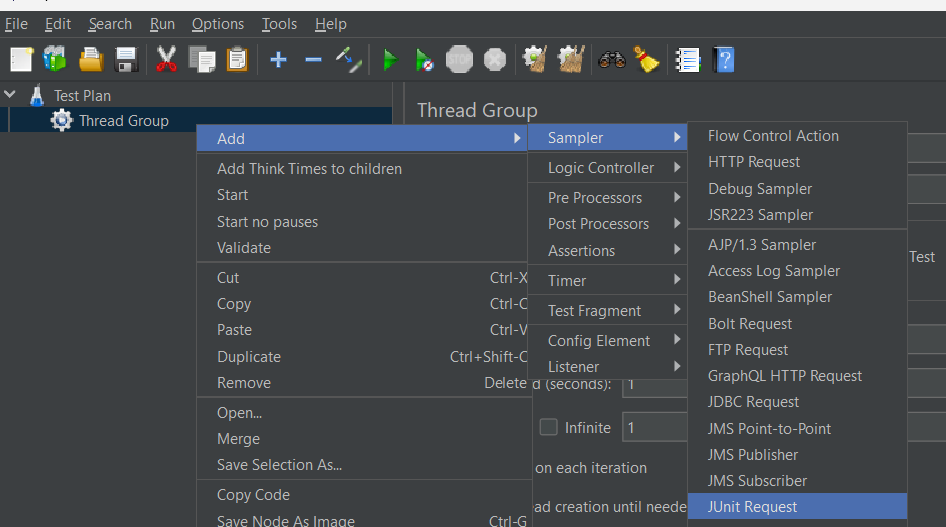 File Edit Search Run Options Tools Help
STOP
Test Plan
Thread Group
Thread Group
Add
Add Think Times to children
Start
Start no pauses
Validate
Cut Ctrl-X
Copy Ctrl-C
Paste Ctrl-V
Duplicate Ctrl+Shift-C
Remove Delete
Open...
Merge
Save Selection As...
Copy Code
Save Node As Image Ctrl-G
Sampler
Logic Controller
Pre Processors
Post Processors
Assertions
Timer
Test Fragment
Config Element
Listener
Flow Control Action
HTTP Request
Debug Sampler
JSR223 Sampler
AJP/1.3 Sampler
Access Log Sampler
BeanShell Sampler
Bolt Request
FTP Request
GraphQL HTTP Request
JDBC Request
JMS Point-to-Point
JMS Publisher
JMS Subscriber
JUnit Request
Test
d (seconds): 1
Infinite 1
on each iteration
ad creation until neede